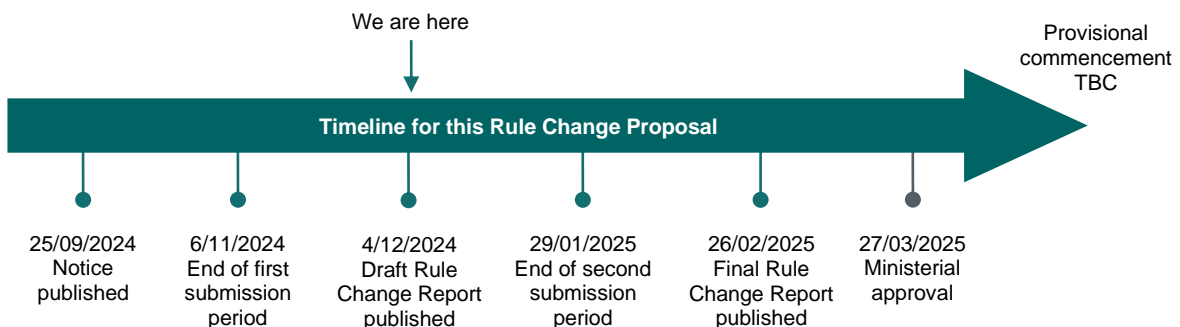 We are here
Provisional
commencement
TBC
Timeline for this Rule Change Proposal
25/09/2024
Notice
published
6/11/2024
End of first
submission
period
4/12/2024
Draft Rule
Change Report
published
29/01/2025
End of second
submission
period
26/02/2025
Final Rule
Change Report
published
27/03/2025
Ministerial
approval